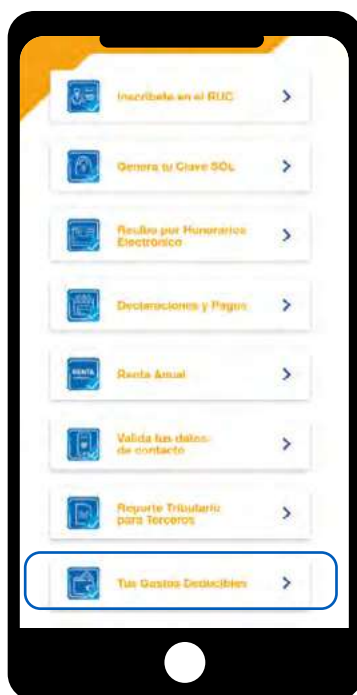 Inscríbete en el RUC
Genera tu Clave SOL
Recibo por Honorarios
Electrónico
Declaraciones y Pagos
RENTA
Renta Anual
Valida tus datos
de contacto
Reporte Tributario
para Terceros
Tus Gastos Deducibles